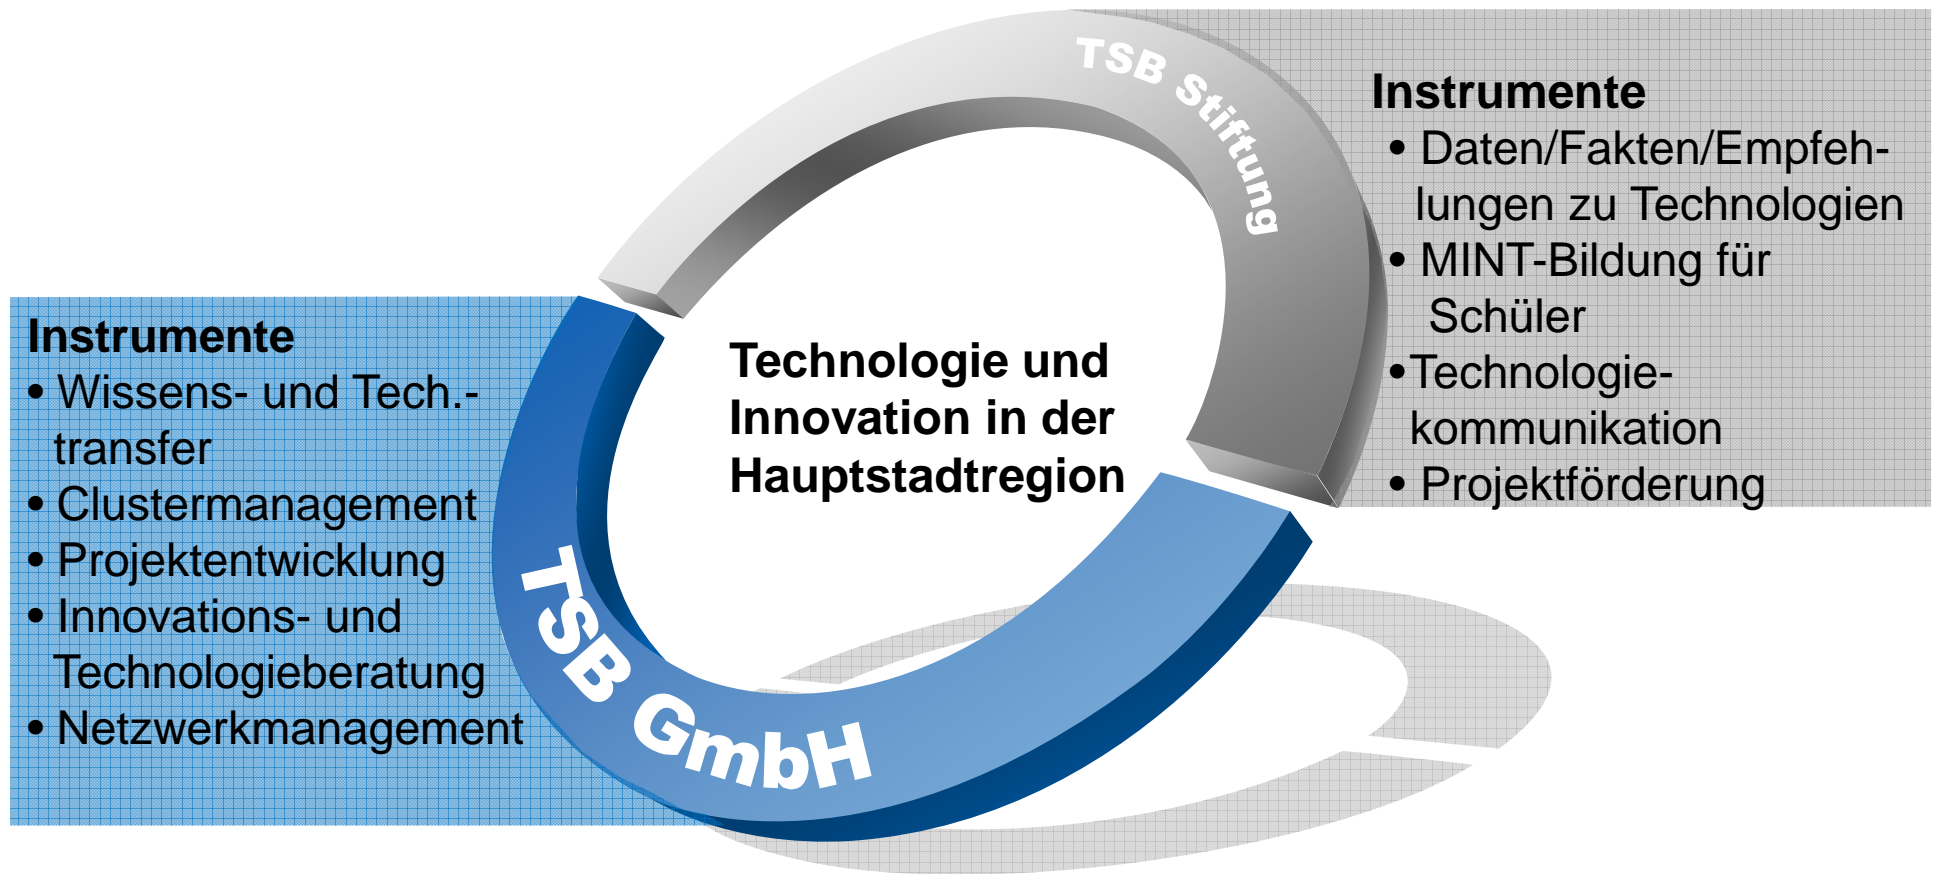 TSB Stiftung
Instrumente
• Daten/Fakten/Empfeh-
lungen zu Technologien
• MINT-Bildung für
Schüler
•Technologie-
kommunikation
• Projektförderung
Instrumente
• Wissens- und Tech.-
transfer
• Clustermanagement
• Projektentwicklung
• Innovations- und
Technologieberatung
• Netzwerkmanagement
Technologie und
Innovation in der
Hauptstadtregion
TSB GmbH